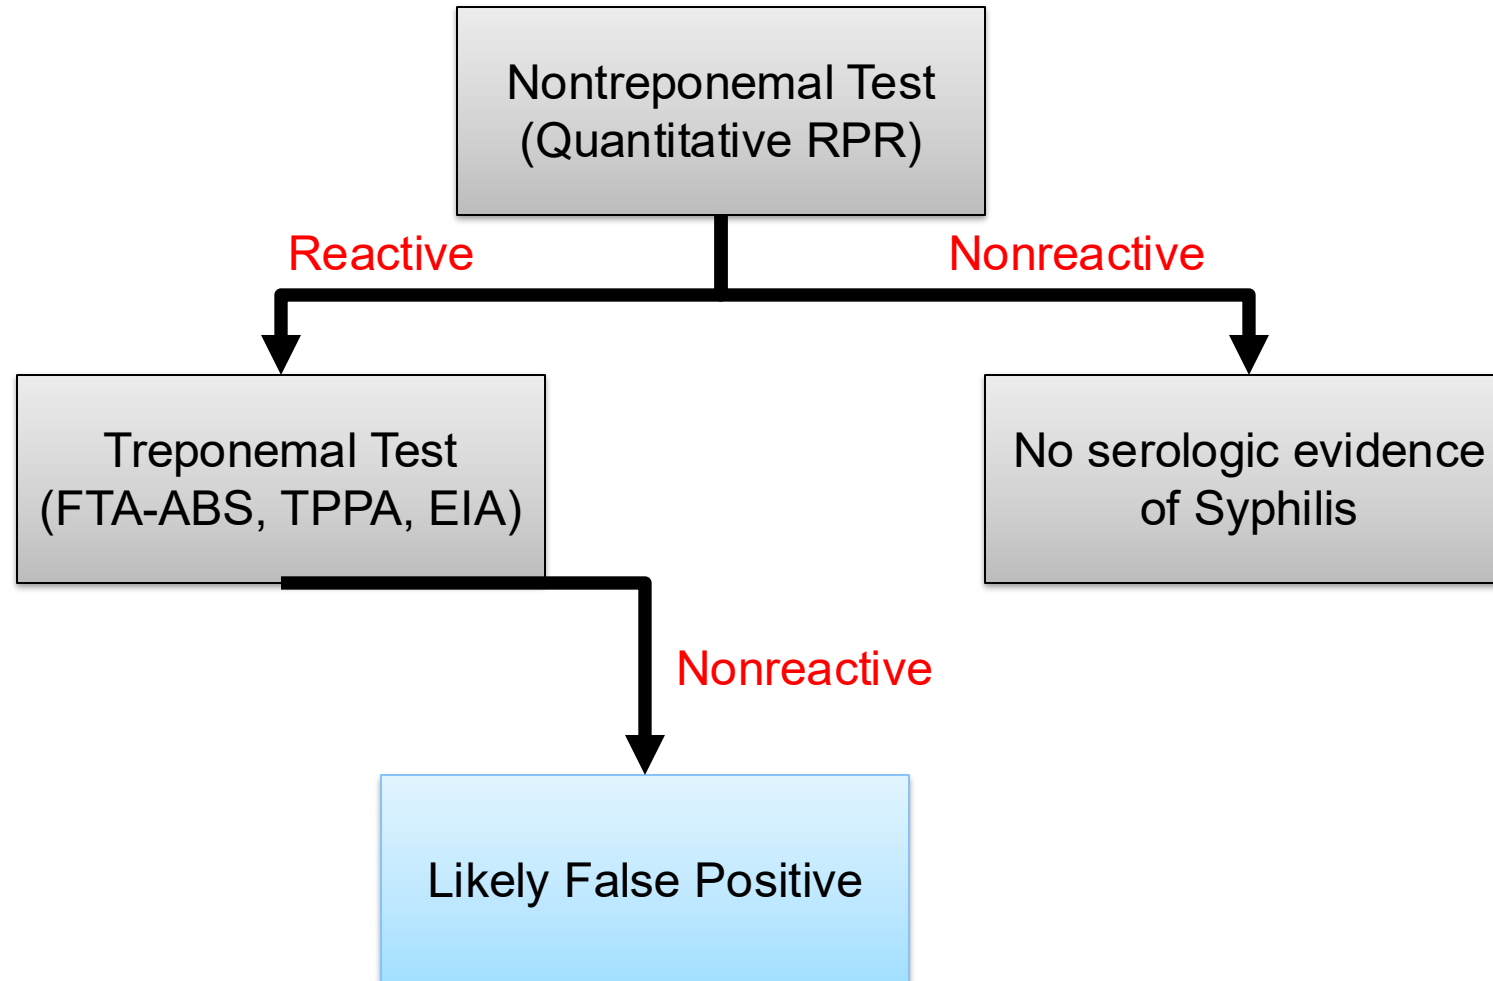 Nontreponemal Test
(Quantitative RPR)
Reactive
Nonreactive
Treponemal Test
(FTA-ABS, TPPA, EIA)
No serologic evidence
of Syphilis
Nonreactive
Likely False Positive